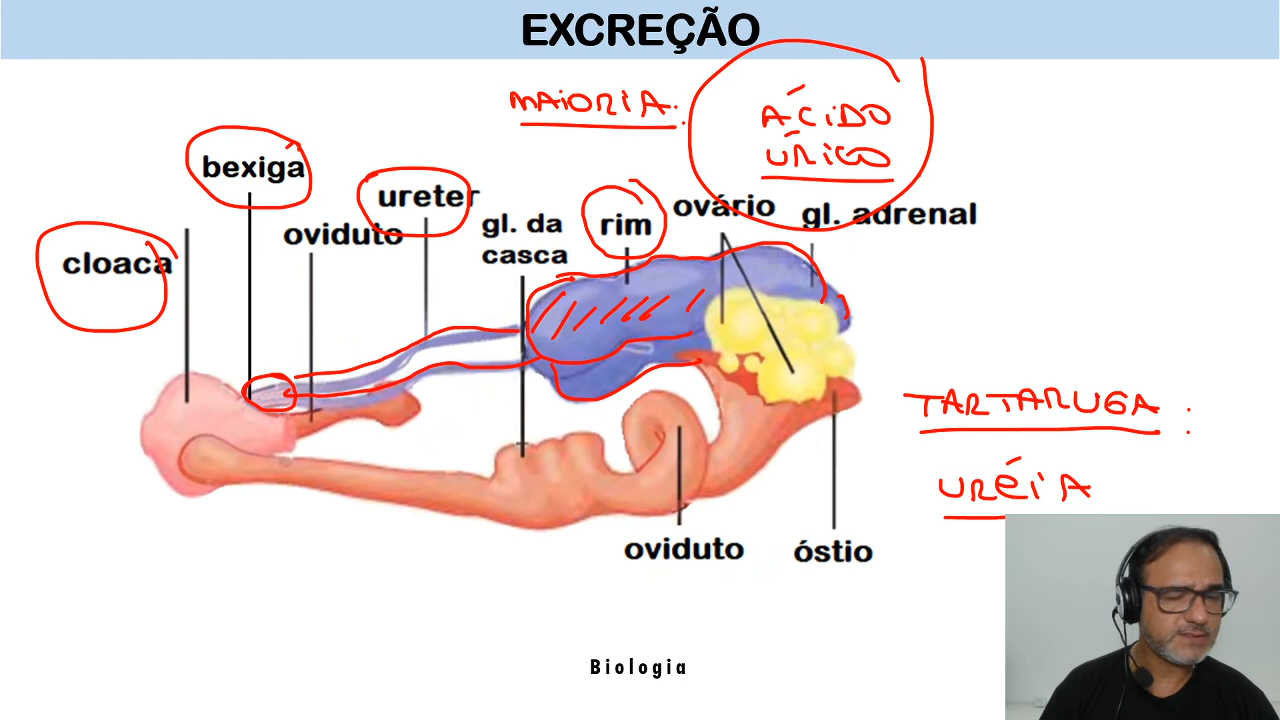 EXCREÇÃO
MAIORIA:
ÁCIDO
ÚRICO
bexiga
ureter
oviduto
cloaca
gl. da
casca
rim
ovário
gl. adrenal
TARTARUGA:
URÉIA
oviduto
óstio
Biologia